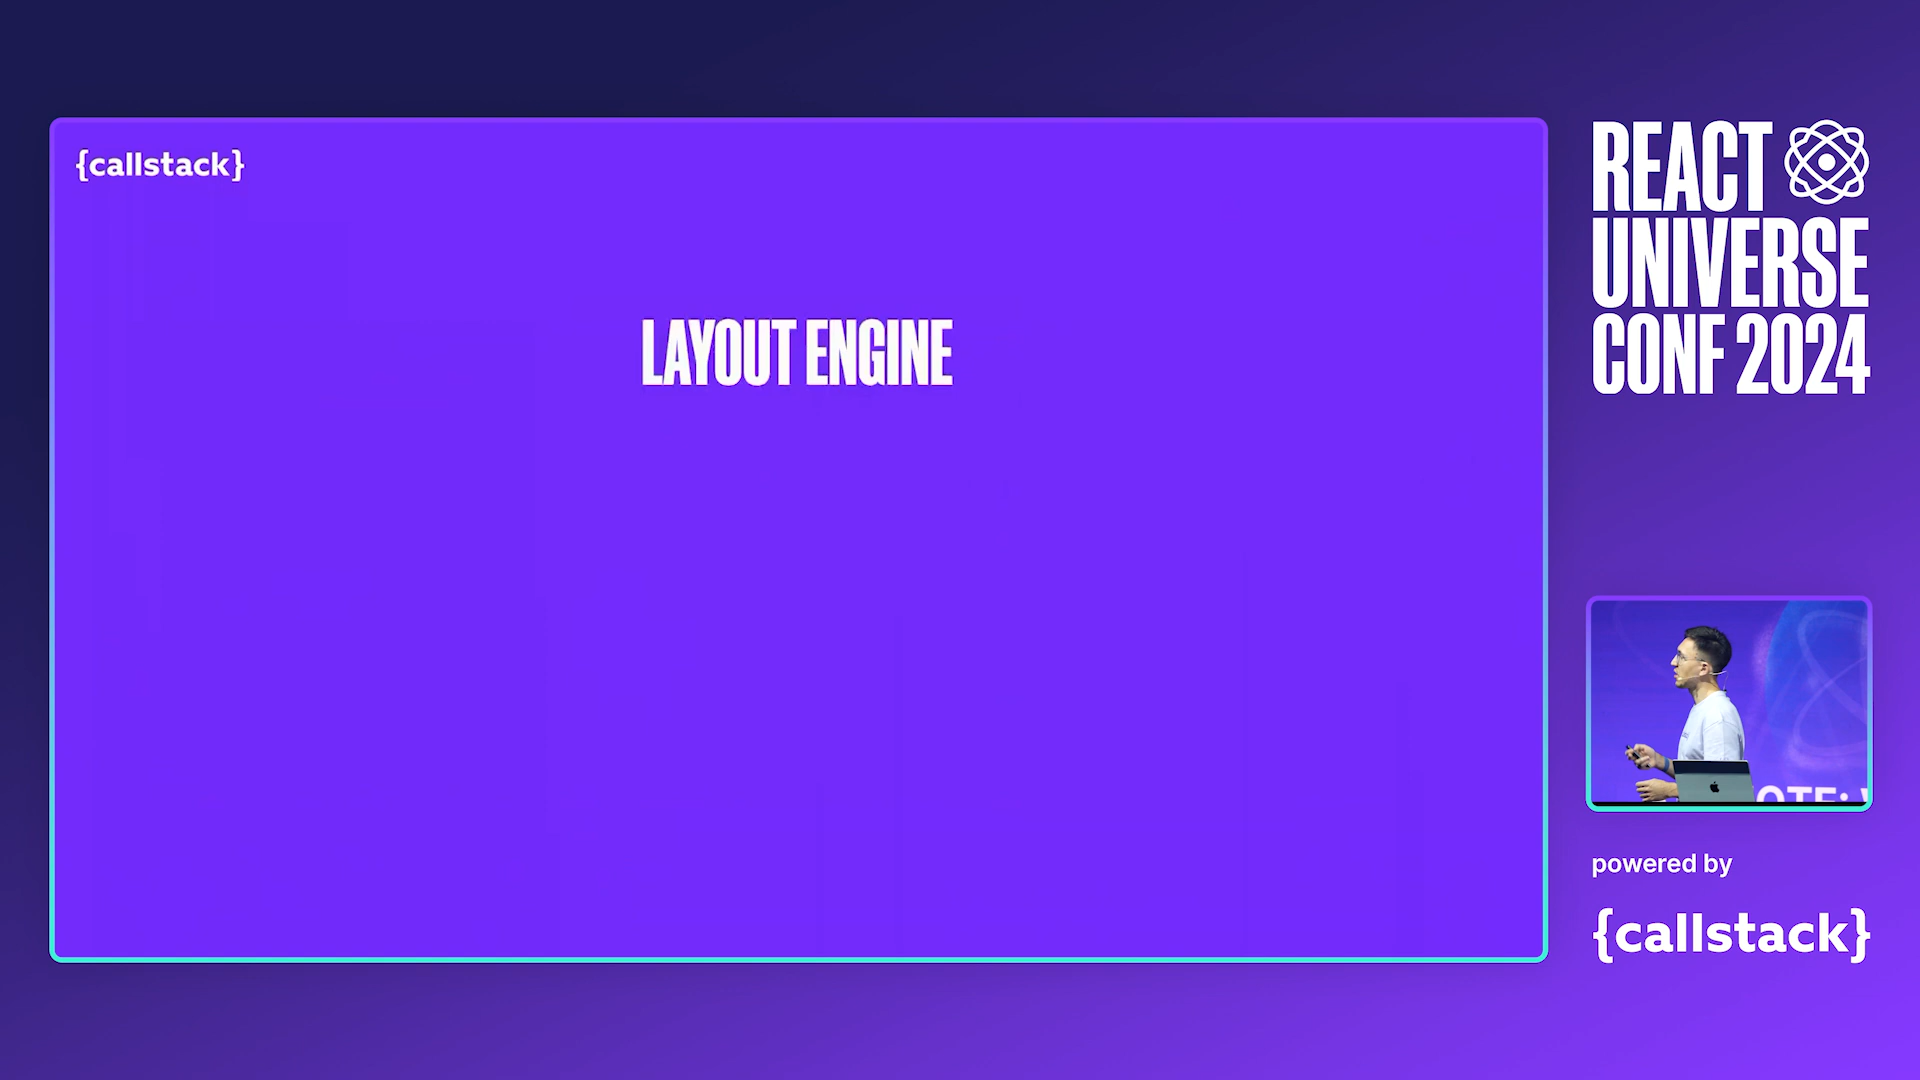 {callstack}
LAYOUT ENGINE
REACT
UNIVERSE
CONF 2024
powered by
{callstack}